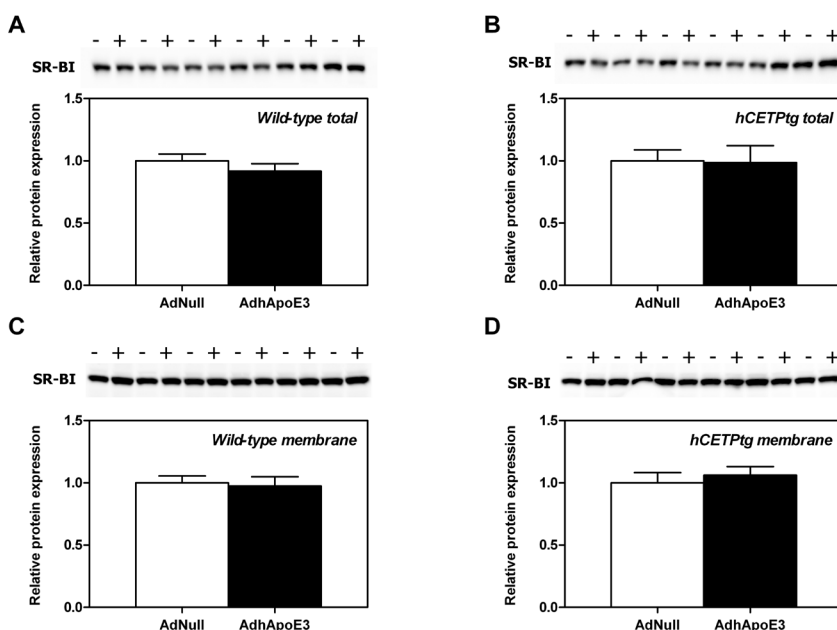 A
- + - + - + - + - + - +
SR-BI
Relative protein expression
1.5
1.0
0.5
0.0
Wild-type total
AdNull
AdhApoE3
B
- + - + - + - + - + - +
SR-BI
Relative protein expression
1.5
1.0
0.5
0.0
hCETPtg total
AdNull
AdhApoE3
C
- + - + - + - + - + - +
SR-BI
Relative protein expression
1.5
1.0
0.5
0.0
Wild-type membrane
AdNull
AdhApoE3
D
- + - + - + - + - + - +
SR-BI
Relative protein expression
1.5
1.0
0.5
0.0
hCETPtg membrane
AdNull
AdhApoE3